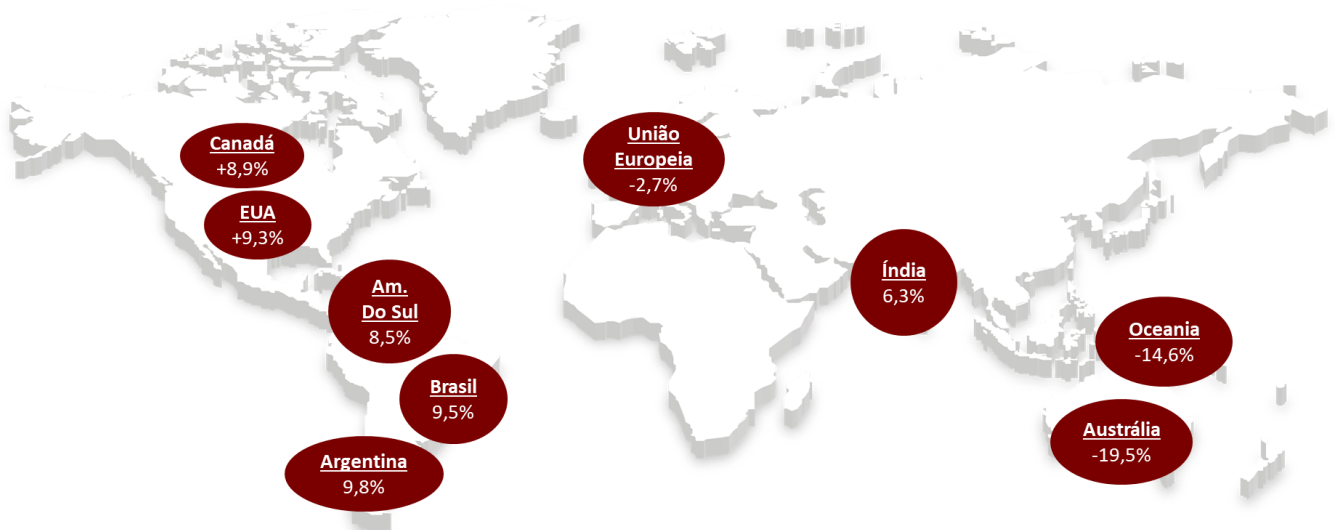 Canadá
+8,9%
EUA
+9,3%
Am.
Do Sul
8,5%
Brasil
9,5%
Argentina
9,8%
União
Europeia
-2,7%
Índia
6,3%
Oceania
-14,6%
Austrália
-19,5%